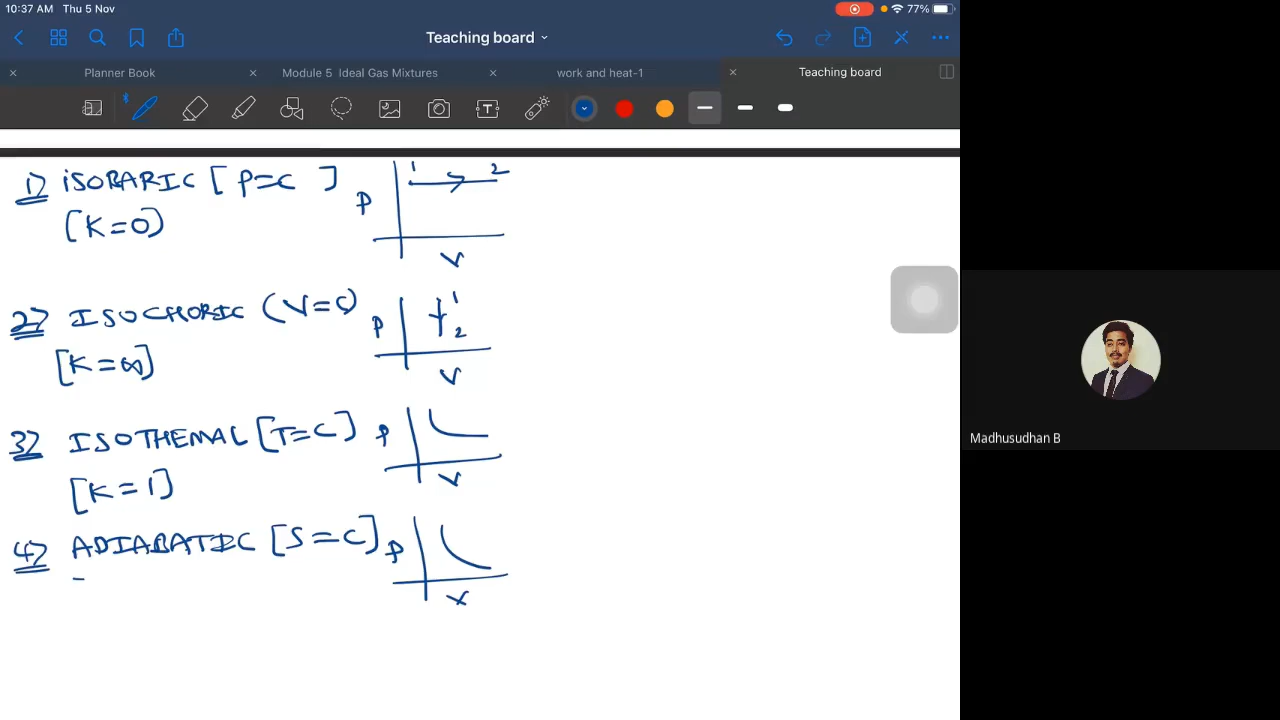 10:37 AM Thu 5 Nov 77%
Teaching board
Planner Book Module 5 Ideal Gas Mixtures work and heat-1 Teaching board
T
1) ISOBARIC [P=C ]
[K=0)
P 1 2
V
2) ISOCHORIC (V=C)
[K=∞]
P 1
2
V
3) ISOTHEMAL [T=C]
[K=1]
P
V
4) ADIABATIC [S=C]
P
V
Madhusudhan B